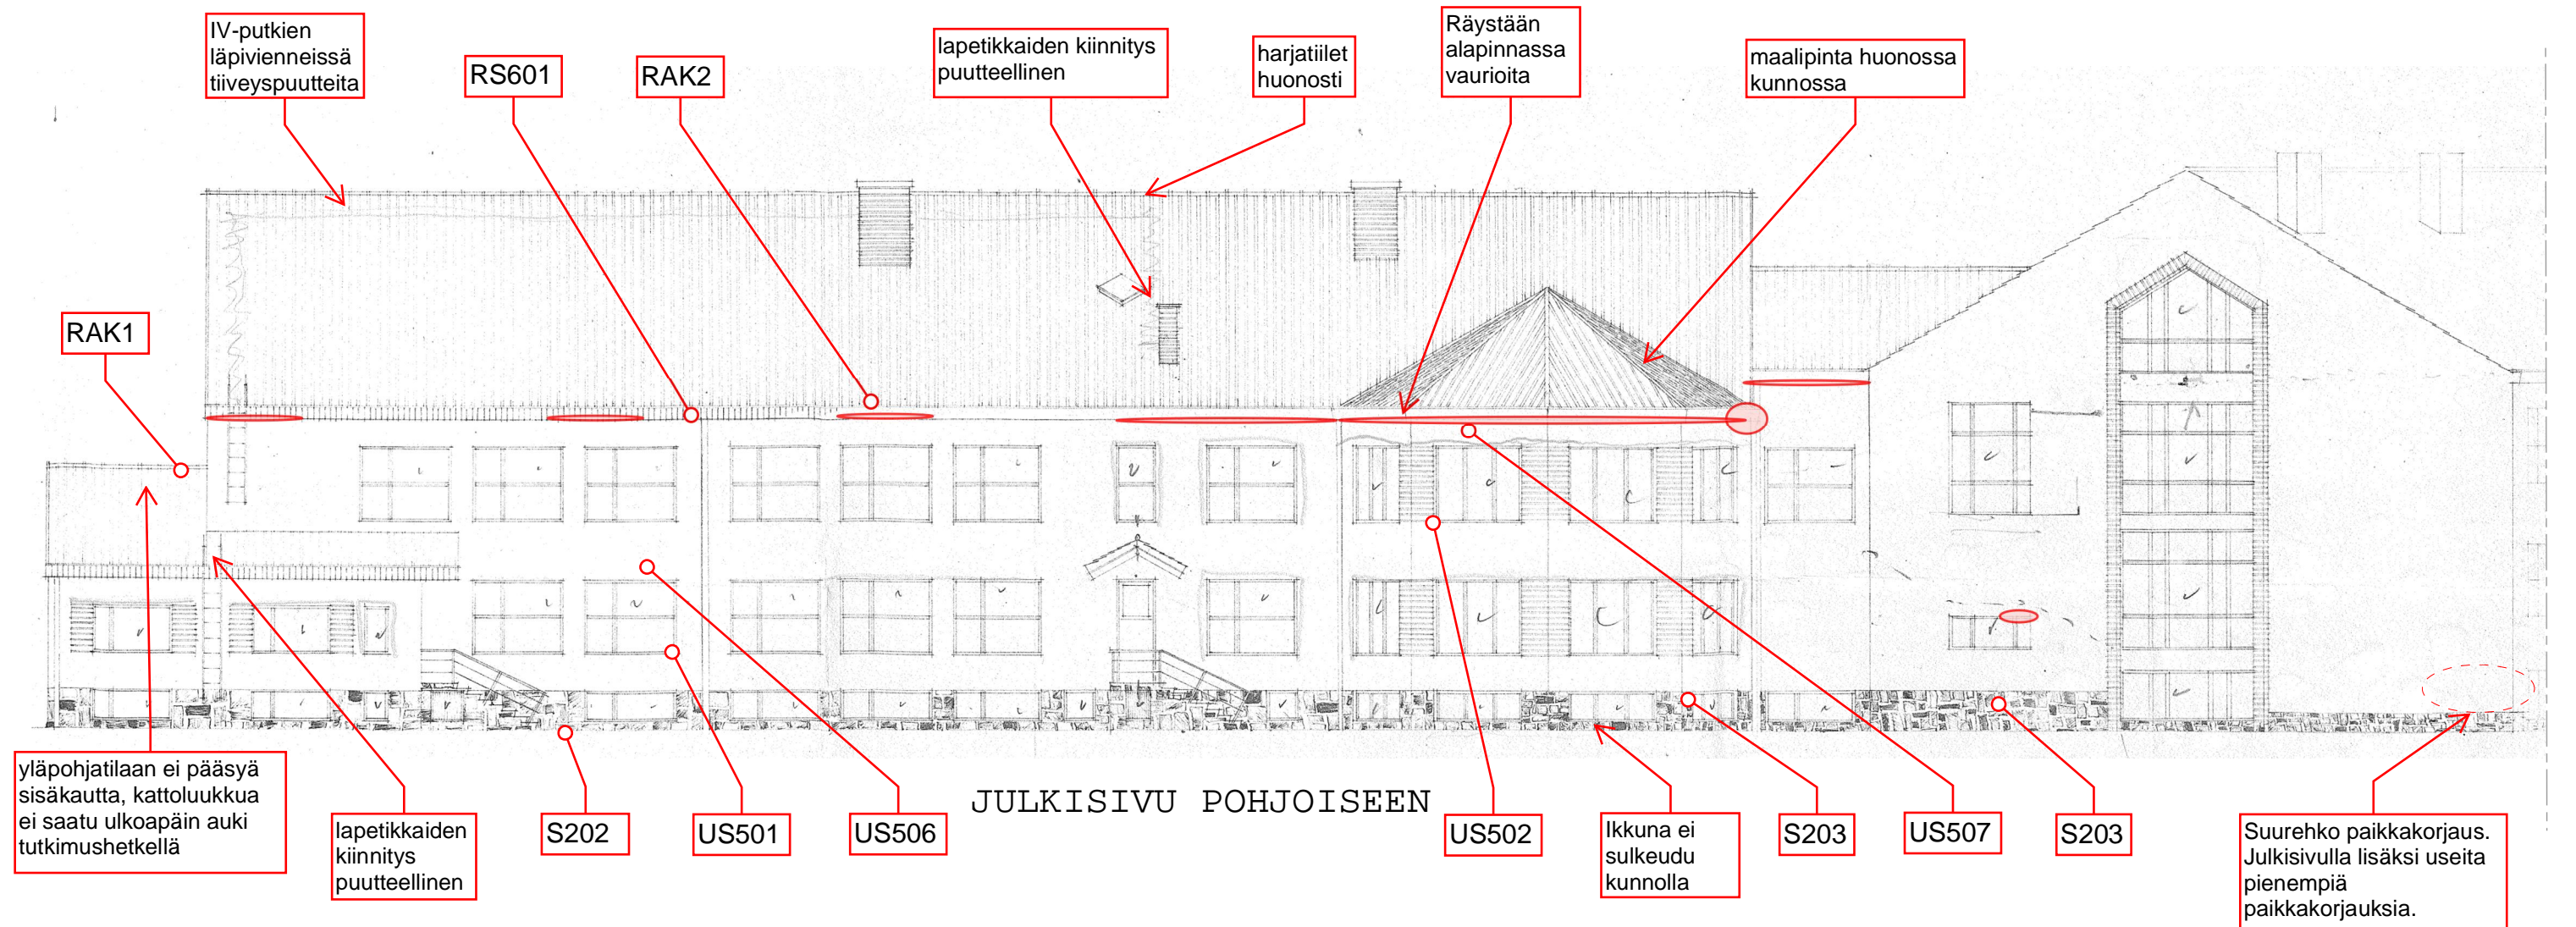 IV-putkien
läpivienneissä
tiiveyspuutteita
RS601
RAK2
lapetikkaiden kiinnitys
puutteellinen
harjatiilet
huonosti
Räystään
alapinnassa
vaurioita
maalipinta huonossa
kunnossa
RAK1
yläpohjatilaan ei pääsyä
sisäkautta, kattoluukkua
ei saatu ulkoapäin auki
tutkimushetkellä
lapetikkaiden
kiinnitys
puutteellinen
S202
US501
US506
JULKISIVU POHJOISEEN
US502
Ikkuna ei
sulkeudu
kunnolla
S203
US507
S203
Suurehko paikkakorjaus.
Julkisivulla lisäksi useita
pienempiä
paikkakorjauksia.